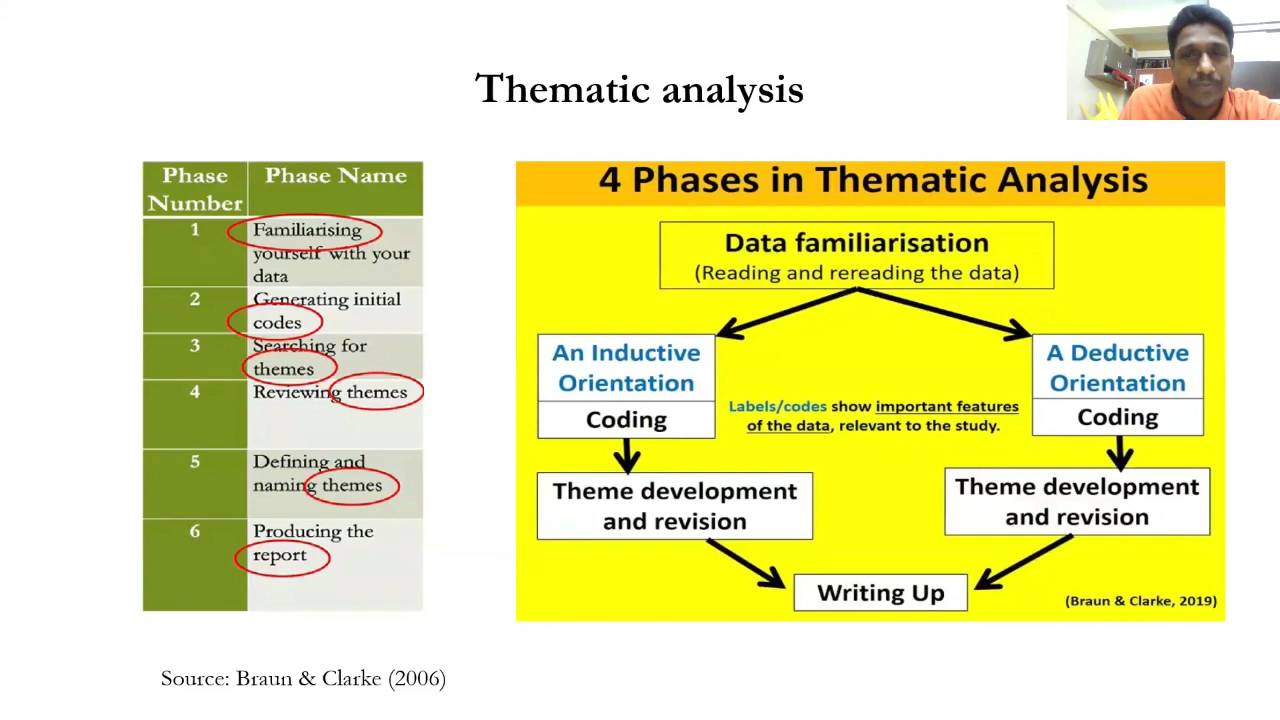 Thematic analysis
Phase
Number
Phase Name
1
Familiarising
yourself with your
data
2
Generating initial
codes
3
Searching for
themes
4
Reviewing themes
5
Defining and
naming themes
6
Producing the
report
Source: Braun & Clarke (2006)
4 Phases in Thematic Analysis
Data familiarisation
(Reading and rereading the data)
An Inductive
Orientation
Coding
Labels/codes show important features
of the data, relevant to the study.
A Deductive
Orientation
Coding
Theme development
and revision
Theme development
and revision
Writing Up
(Braun & Clarke, 2019)